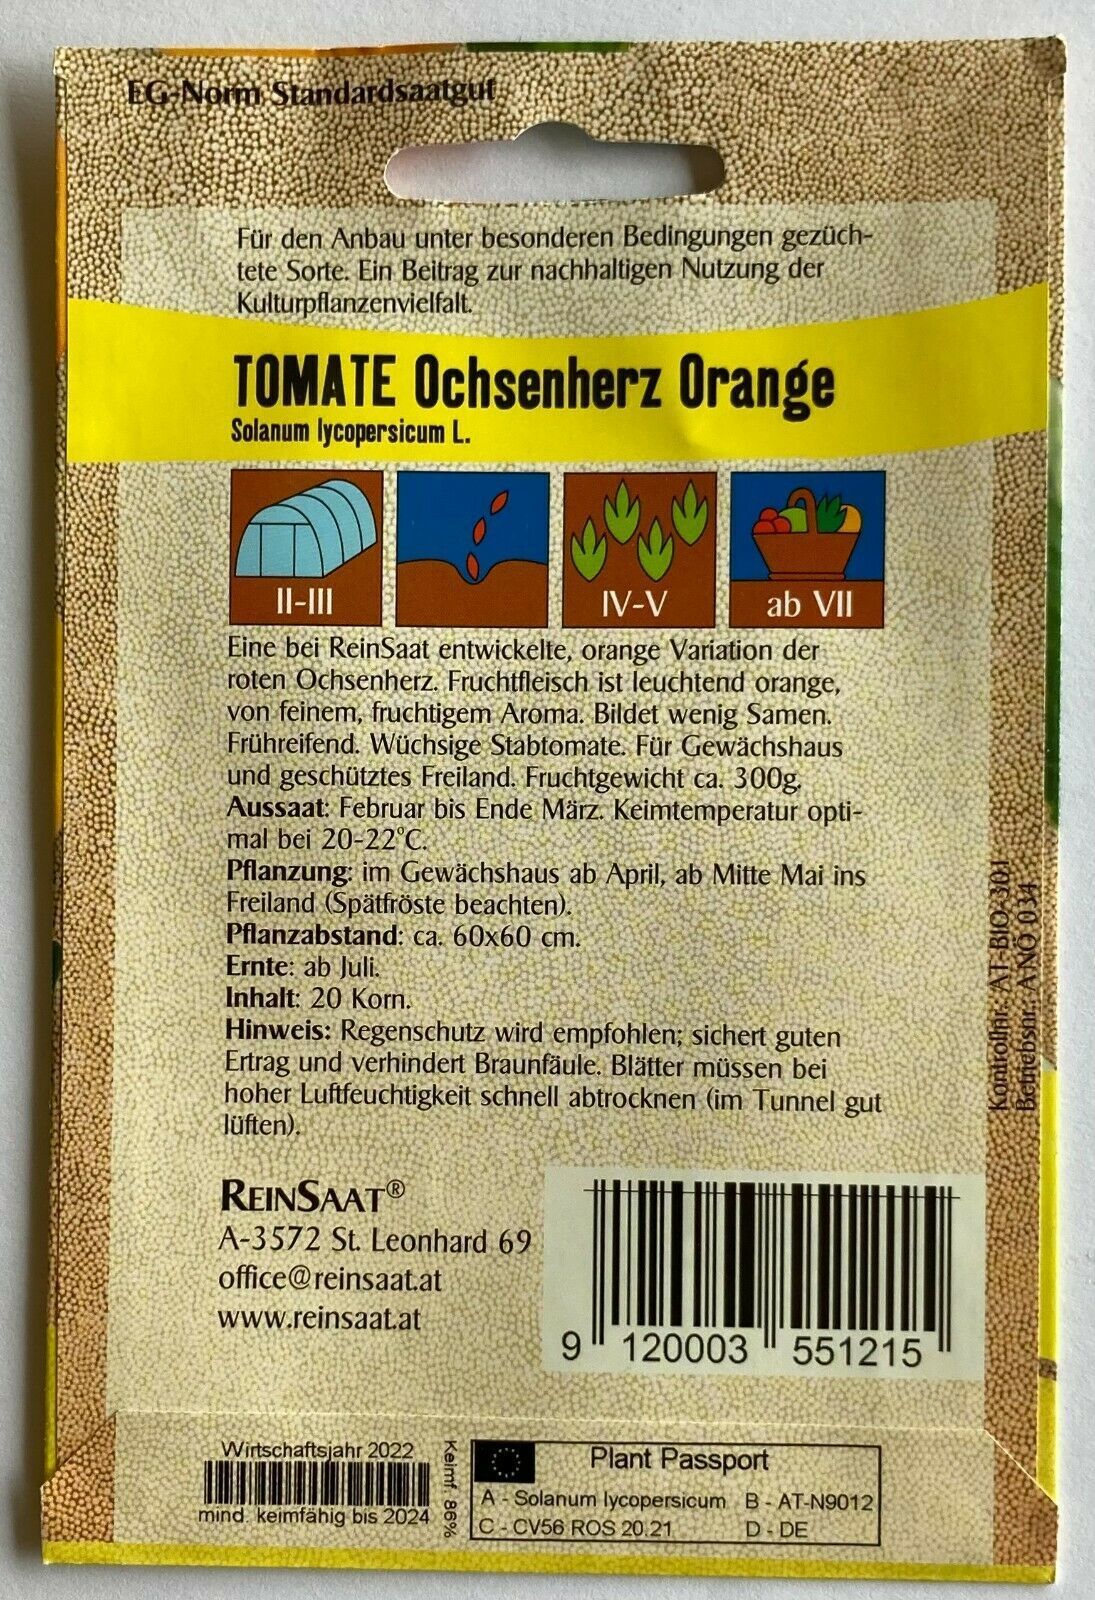 EG-Norm Standardsaatgut
Für den Anbau unter besonderen Bedingungen gezüch-
tete Sorte. Ein Beitrag zur nachhaltigen Nutzung der
Kulturpflanzenvielfalt.
TOMATE Ochsenherz Orange
Solanum lycopersicum L.
II-III
IV-V
ab VII
Eine bei ReinSaat entwickelte, orange Variation der
roten Ochsenherz. Fruchtfleisch ist leuchtend orange,
von feinem, fruchtigem Aroma. Bildet wenig Samen.
Frühreifend. Wüchsige Stabtomate. Für Gewächshaus
und geschütztes Freiland. Fruchtgewicht ca. 300g.
Aussaat: Februar bis Ende März. Keimtemperatur opti-
mal bei 20-22°C.
Pflanzung: im Gewächshaus ab April, ab Mitte Mai ins
Freiland (Spätfröste beachten).
Pflanzabstand: ca. 60x60 cm.
Ernte: ab Juli.
Inhalt: 20 Korn.
Hinweis: Regenschutz wird empfohlen; sichert guten
Ertrag und verhindert Braunfäule. Blätter müssen bei
hoher Luftfeuchtigkeit schnell abtrocknen (im Tunnel gut
lüften).
Kontrollnr. AT-BIO-301
Betriebsnr.: ANÖ 034
REINSAAT®
A-3572 St. Leonhard 69
office@reinsaat.at
www.reinsaat.at
9 120003 551215
Wirtschaftsjahr 2022
mind. keimfähig bis 2024
Keimf. 86%
Plant Passport
A - Solanum lycopersicum B - AT-N9012
C - CV56 ROS 20.21 D - DE